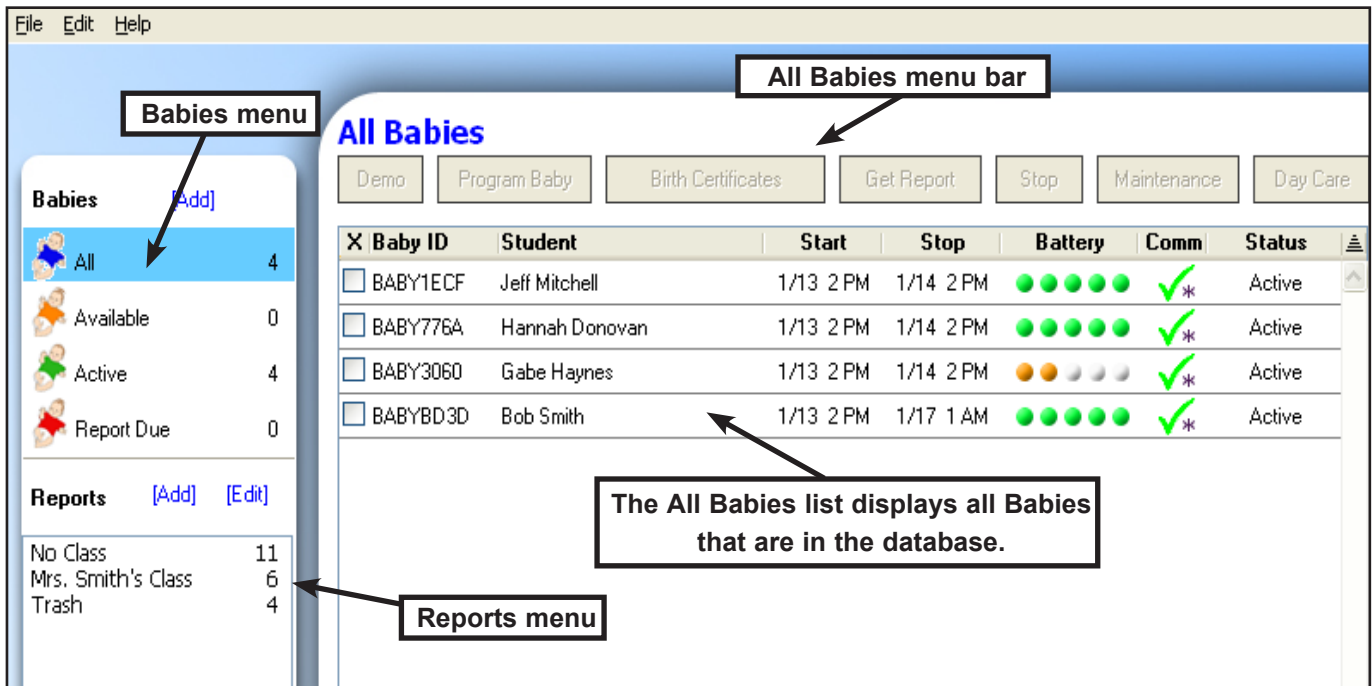 File Edit Help
All Babies menu bar
Babies menu
All Babies
Demo Program Baby Birth Certificates Get Report Stop Maintenance Day Care
Babies [Add]
All 4
Available 0
Active 4
Report Due 0
X Baby ID Student Start Stop Battery Comm Status
BABY1ECF Jeff Mitchell 1/13 2 PM 1/14 2 PM Active
BABY776A Hannah Donovan 1/13 2 PM 1/14 2 PM Active
BABY3060 Gabe Haynes 1/13 2 PM 1/14 2 PM Active
BABYBD3D Bob Smith 1/13 2 PM 1/17 1 AM Active
The All Babies list displays all Babies
that are in the database.
Reports [Add] [Edit]
No Class 11
Mrs. Smith's Class 6
Trash 4
Reports menu